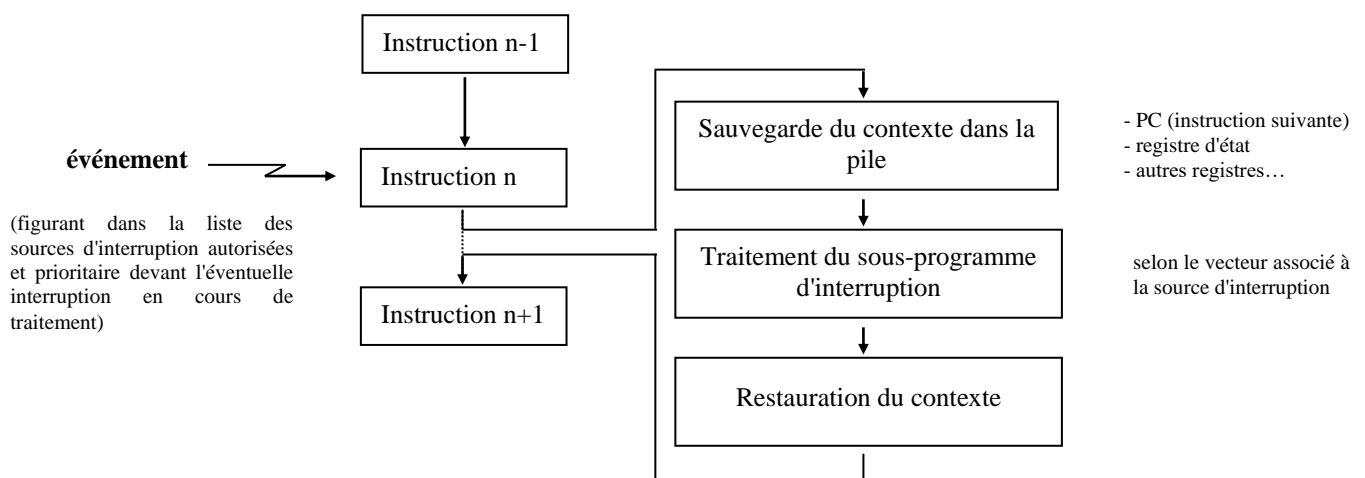 Instruction n-1
événement
(figurant dans la liste des
sources d'interruption autorisées
et prioritaire devant l'éventuelle
interruption en cours de
traitement)
Instruction n
Instruction n+1
Sauvegarde du contexte dans la
pile
- PC (instruction suivante)
- registre d'état
- autres registres…
Traitement du sous-programme
d'interruption
selon le vecteur associé à
la source d'interruption
Restauration du contexte